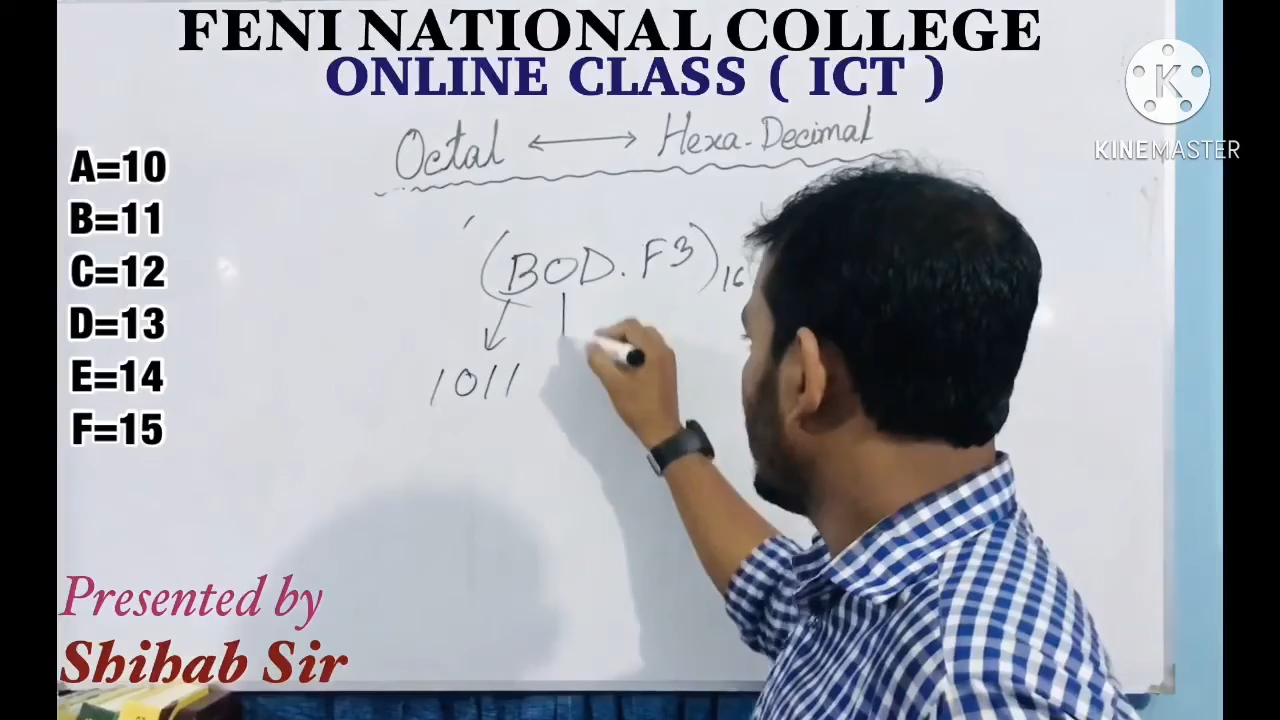 FENI NATIONAL COLLEGE
ONLINE CLASS ( ICT )
K
KINEMASTER
Octal ⟷ Hexa-Decimal
A=10
B=11
C=12
D=13
E=14
F=15
(BOD.F3)16
1011
Presented by
Shihab Sir